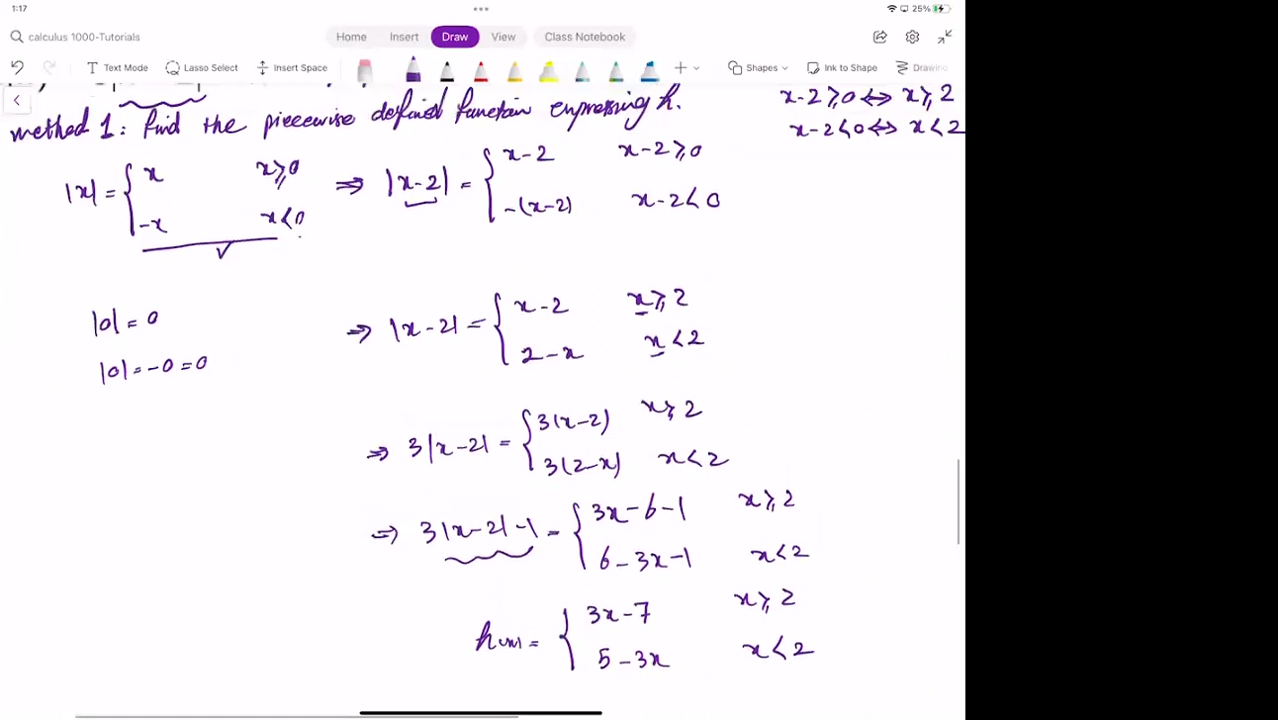 1:17
25%
calculus 1000-Tutorials
Home Insert Draw View Class Notebook
Text Mode Lasso Select Insert Space Shapes Ink to Shape Drawing
x-2≥0 ⟺ x≥2
method 1: find the piecewise defined function expressing h.
x-2<0 ⟺ x<2
|x| = { x x≥0 ⇒ |x-2| = { x-2 x-2≥0
-x x<0 -(x-2) x-2<0
|0| = 0
⇒ |x-2| = { x-2 x≥2
2-x x<2
|0| = -0 = 0
⇒ 3|x-2| = { 3(x-2) x≥2
3(2-x) x<2
⇒ 3|x-2|-1 = { 3x-6-1 x≥2
6-3x-1 x<2
h(x) = { 3x-7 x≥2
5-3x x<2